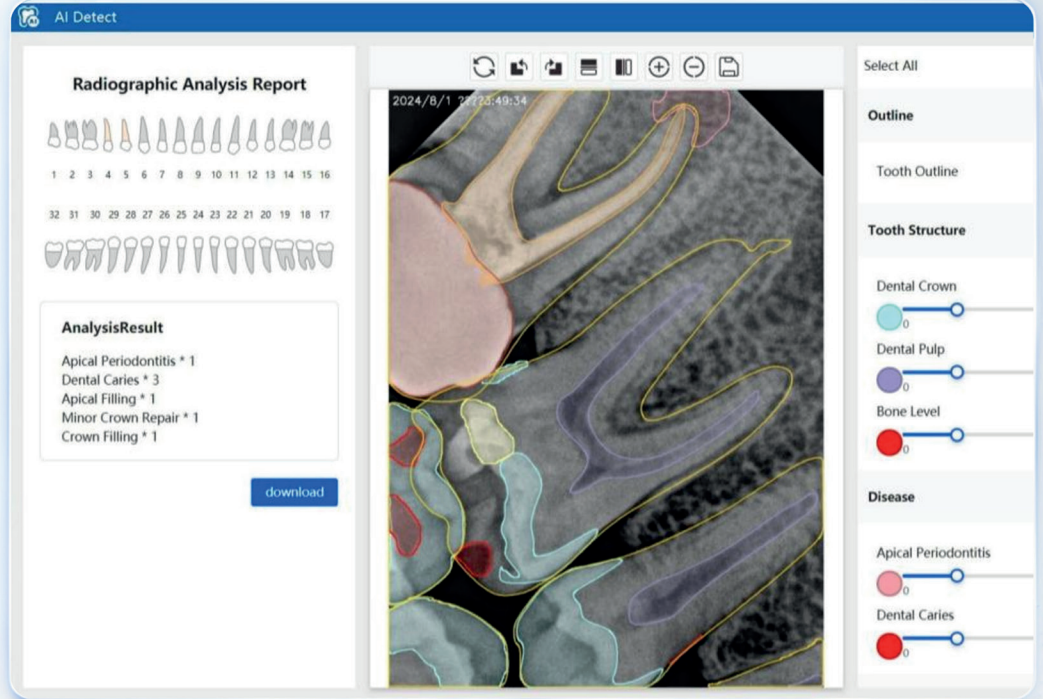 AI Detect
Radiographic Analysis Report
1 2 3 4 5 6 7 8 9 10 11 12 13 14 15 16
32 31 30 29 28 27 26 25 24 23 22 21 20 19 18 17
AnalysisResult
Apical Periodontitis * 1
Dental Caries * 3
Apical Filling * 1
Minor Crown Repair * 1
Crown Filling * 1
download
2024/8/1 ????3:49:34
Select All
Outline
Tooth Outline
Tooth Structure
Dental Crown
0
Dental Pulp
0
Bone Level
0
Disease
Apical Periodontitis
0
Dental Caries
0